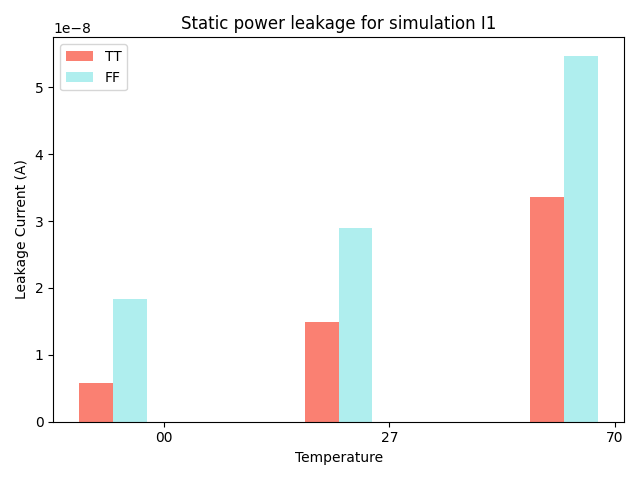 Static power leakage for simulation I1
1e−8
TT
FF
5
4
3
2
1
0
Leakage Current (A)
00
27
70
Temperature